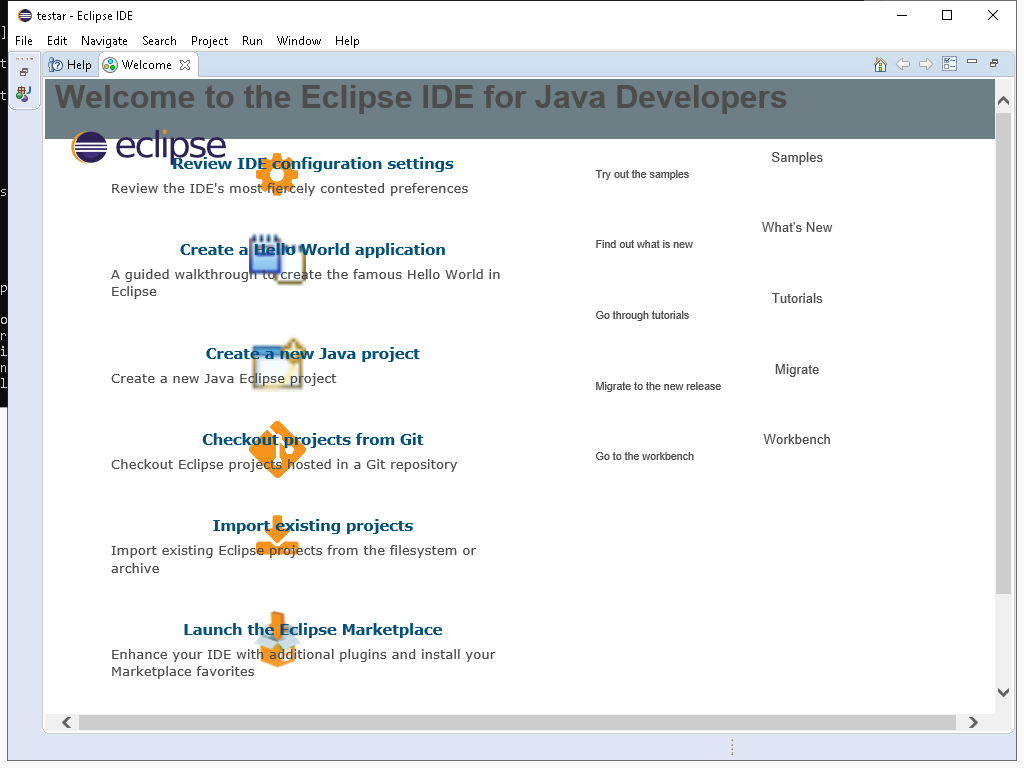 testar - Eclipse IDE
File Edit Navigate Search Project Run Window Help
Help Welcome
Welcome to the Eclipse IDE for Java Developers
eclipse
Review IDE configuration settings
Review the IDE's most fiercely contested preferences
Create a Hello World application
A guided walkthrough to create the famous Hello World in
Eclipse
Create a new Java project
Create a new Java Eclipse project
Checkout projects from Git
Checkout Eclipse projects hosted in a Git repository
Import existing projects
Import existing Eclipse projects from the filesystem or
archive
Launch the Eclipse Marketplace
Enhance your IDE with additional plugins and install your
Marketplace favorites
Samples
Try out the samples
What's New
Find out what is new
Tutorials
Go through tutorials
Migrate
Migrate to the new release
Workbench
Go to the workbench